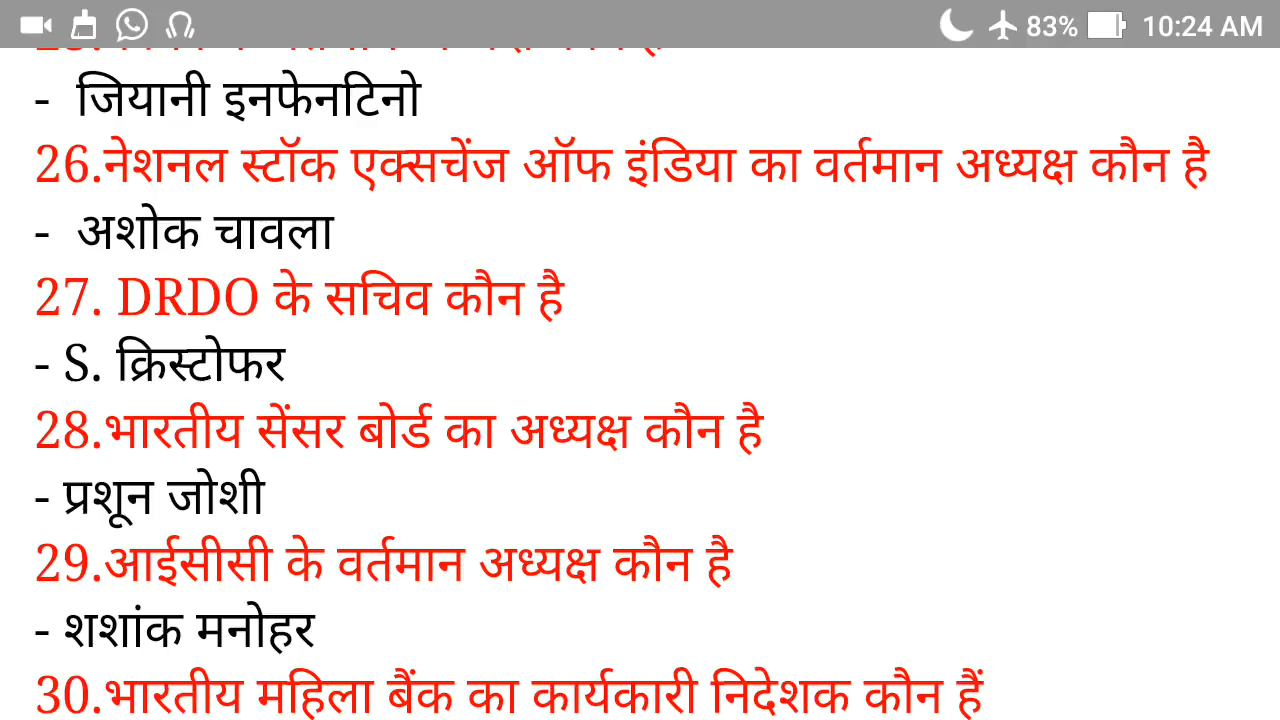 83% 10:24 AM
- जियानी इनफेनटिनो
26.नेशनल स्टॉक एक्सचेंज ऑफ इंडिया का वर्तमान अध्यक्ष कौन है
- अशोक चावला
27. DRDO के सचिव कौन है
- S. क्रिस्टोफर
28.भारतीय सेंसर बोर्ड का अध्यक्ष कौन है
- प्रशून जोशी
29.आईसीसी के वर्तमान अध्यक्ष कौन है
- शशांक मनोहर
30.भारतीय महिला बैंक का कार्यकारी निदेशक कौन हैं